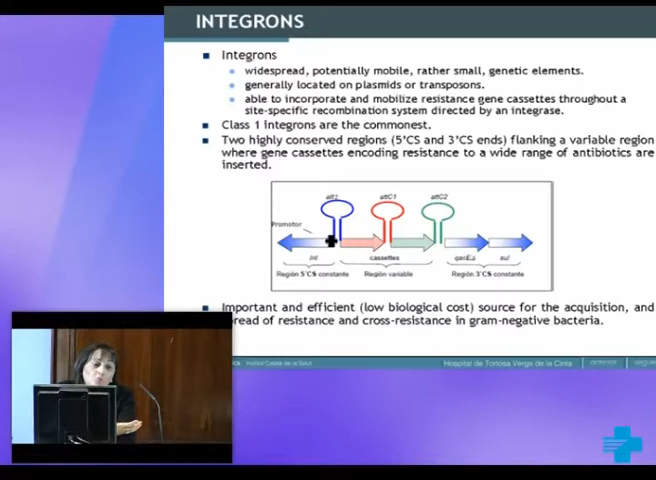 INTEGRONS
Integrons
widespread, potentially mobile, rather small, genetic elements.
generally located on plasmids or transposons.
able to incorporate and mobilize resistance gene cassettes throughout a
site-specific recombination system directed by an integrase.
Class 1 integrons are the commonest.
Two highly conserved regions (5'CS and 3'CS ends) flanking a variable region
where gene cassettes encoding resistance to a wide range of antibiotics are
inserted.
attI attC1 attC2
Promotor
int cassettes qacEΔ sul
Región 5'CS constante Región variable Región 3'CS constante
Important and efficient (low biological cost) source for the acquisition, and
spread of resistance and cross-resistance in gram-negative bacteria.
Institut Català de la Salut Hospital de Tortosa Verge de la Cinta anterior